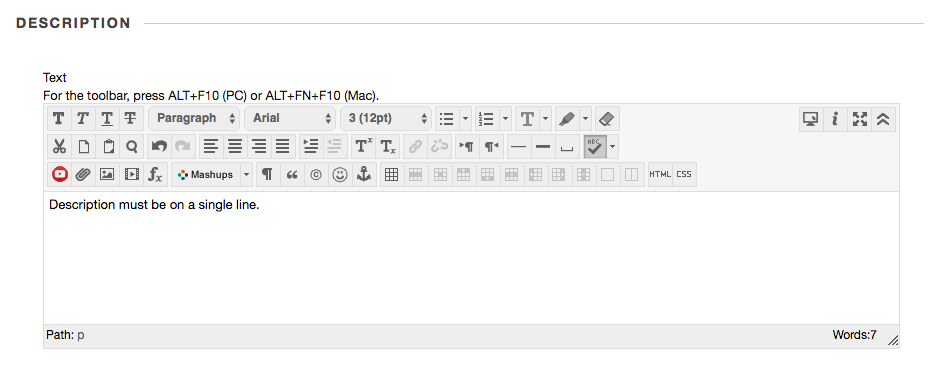 DESCRIPTION
Text
For the toolbar, press ALT+F10 (PC) or ALT+FN+F10 (Mac).
T T T T Paragraph Arial 3 (12pt) T
ABC
Mashups HTML CSS
Description must be on a single line.
Path: p Words:7